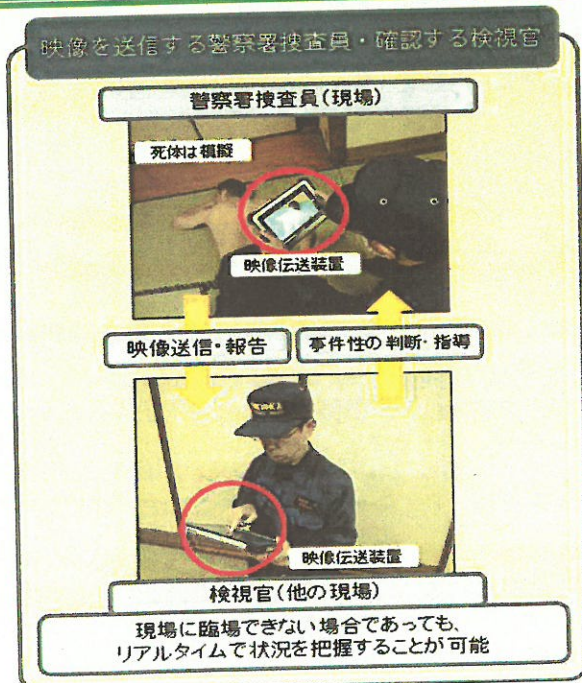 映像を送信する警察署捜査員・確認する検視官
警察署捜査員(現場)
死体は模擬
映像伝送装置
映像送信・報告
事件性の判断・指導
映像伝送装置
検視官(他の現場)
現場に臨場できない場合であっても、
リアルタイムで状況を把握することが可能